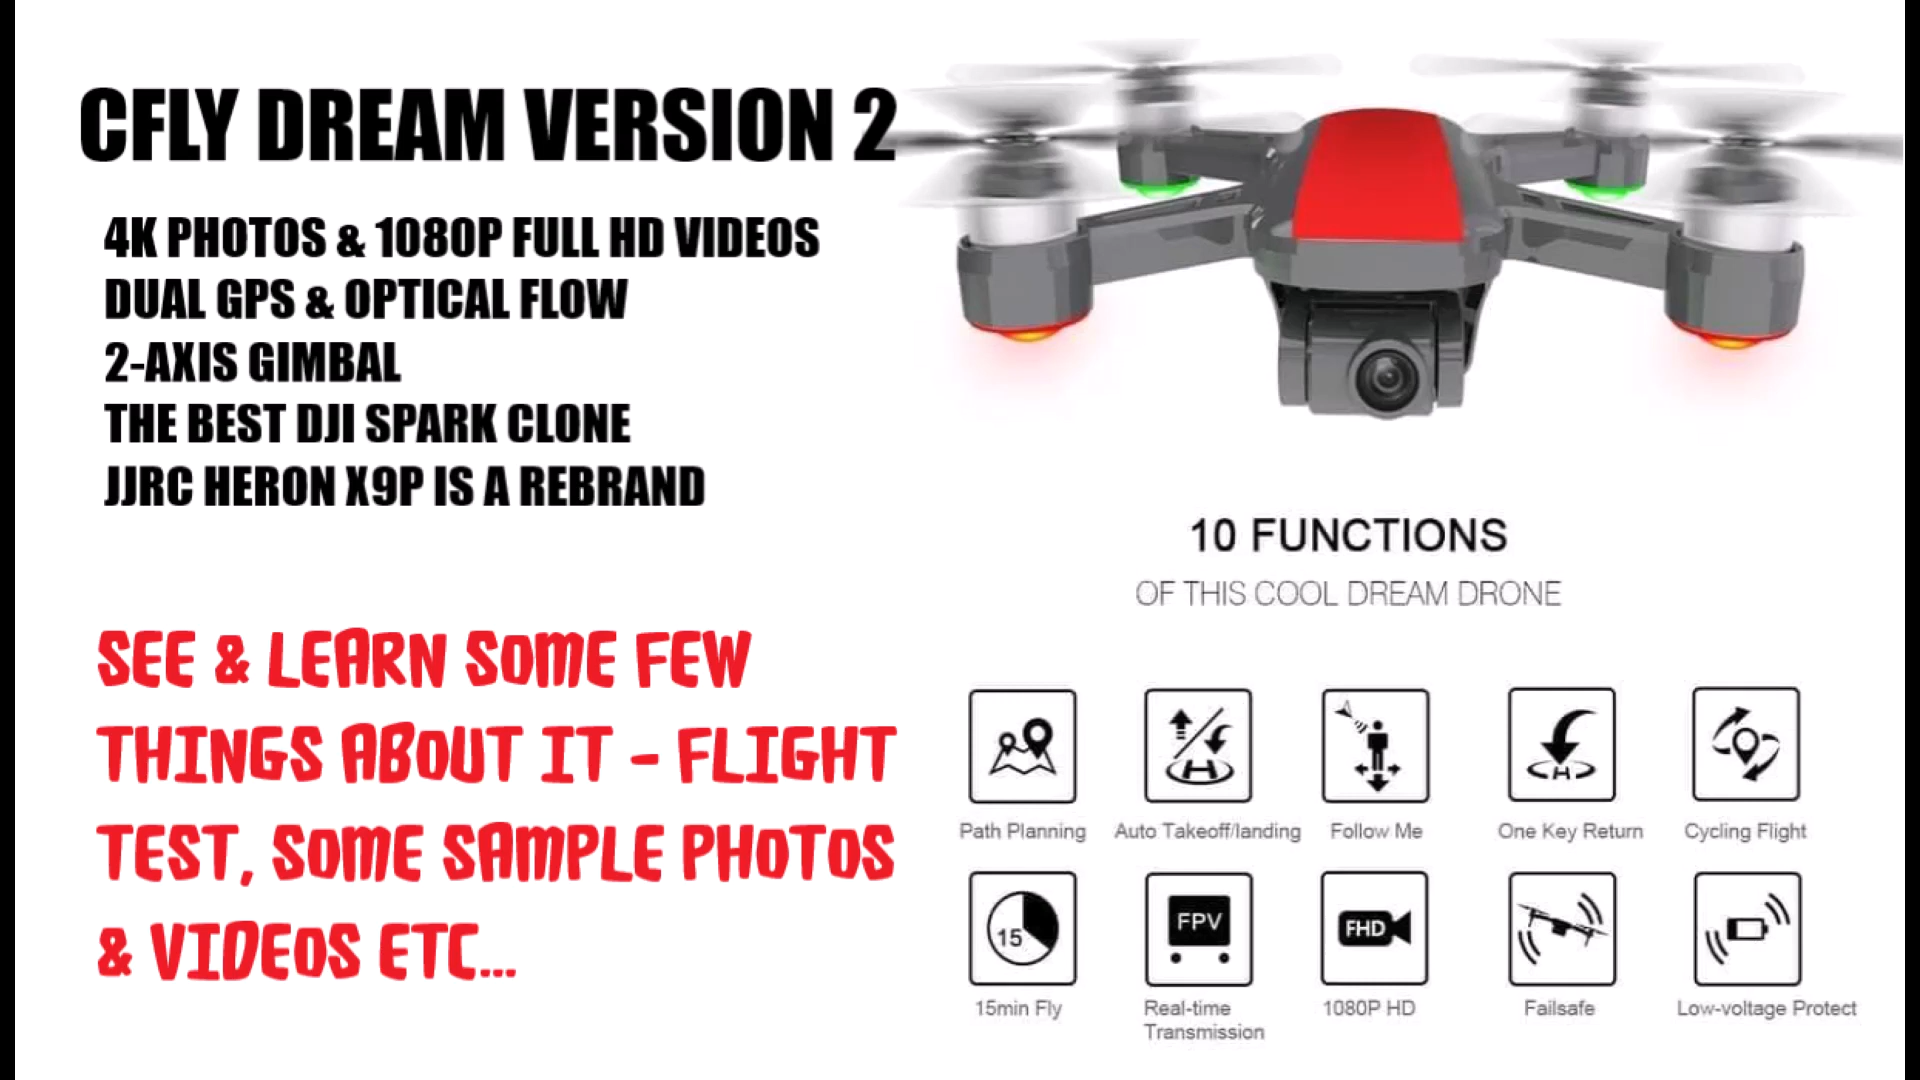 CFLY DREAM VERSION 2
4K PHOTOS & 1080P FULL HD VIDEOS
DUAL GPS & OPTICAL FLOW
2-AXIS GIMBAL
THE BEST DJI SPARK CLONE
JJRC HERON X9P IS A REBRAND
SEE & LEARN SOME FEW
THINGS ABOUT IT - FLIGHT
TEST, SOME SAMPLE PHOTOS
& VIDEOS ETC...
10 FUNCTIONS
OF THIS COOL DREAM DRONE
H
H
Path Planning
Auto Takeoff/landing
Follow Me
One Key Return
Cycling Flight
15
FPV
FHD
15min Fly
Real-time
Transmission
1080P HD
Failsafe
Low-voltage Protect